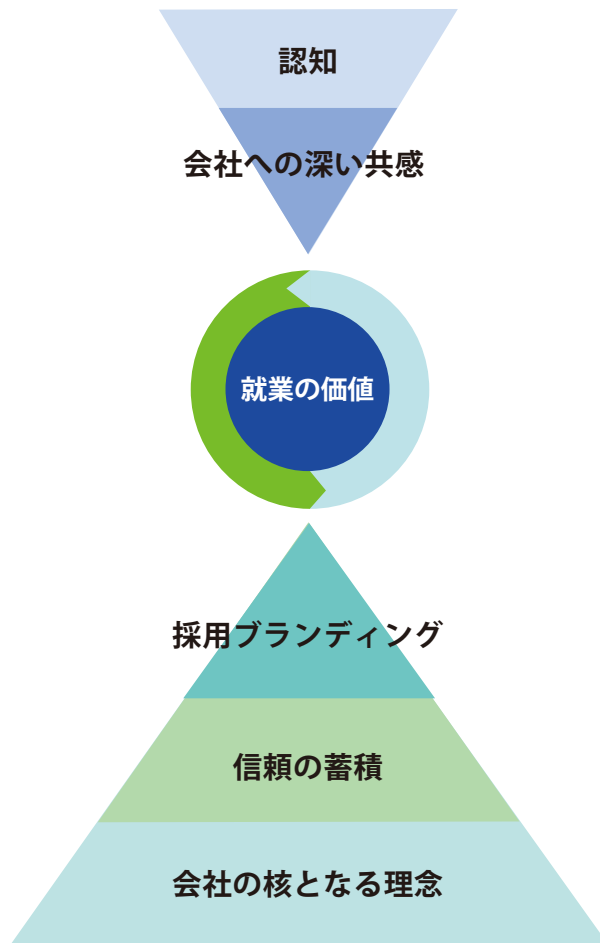 認知
会社への深い共感
就業の価値
採用ブランディング
信頼の蓄積
会社の核となる理念